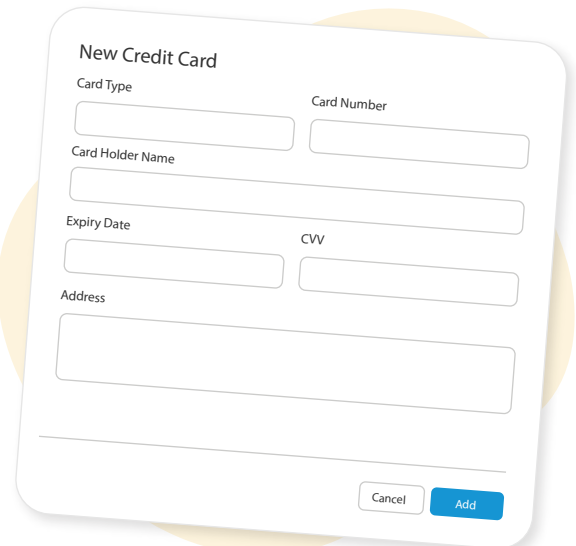 New Credit Card
Card Type
Card Number
Card Holder Name
Expiry Date
CVV
Address
Cancel
Add